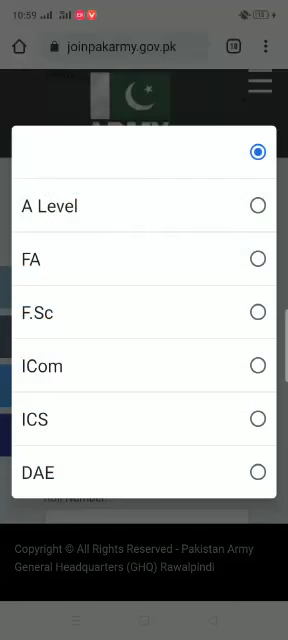 10:59
joinpakarmy.gov.pk
18
A Level
FA
F.Sc
ICom
ICS
DAE
Copyright © All Rights Reserved - Pakistan Army
General Headquarters (GHQ) Rawalpindi